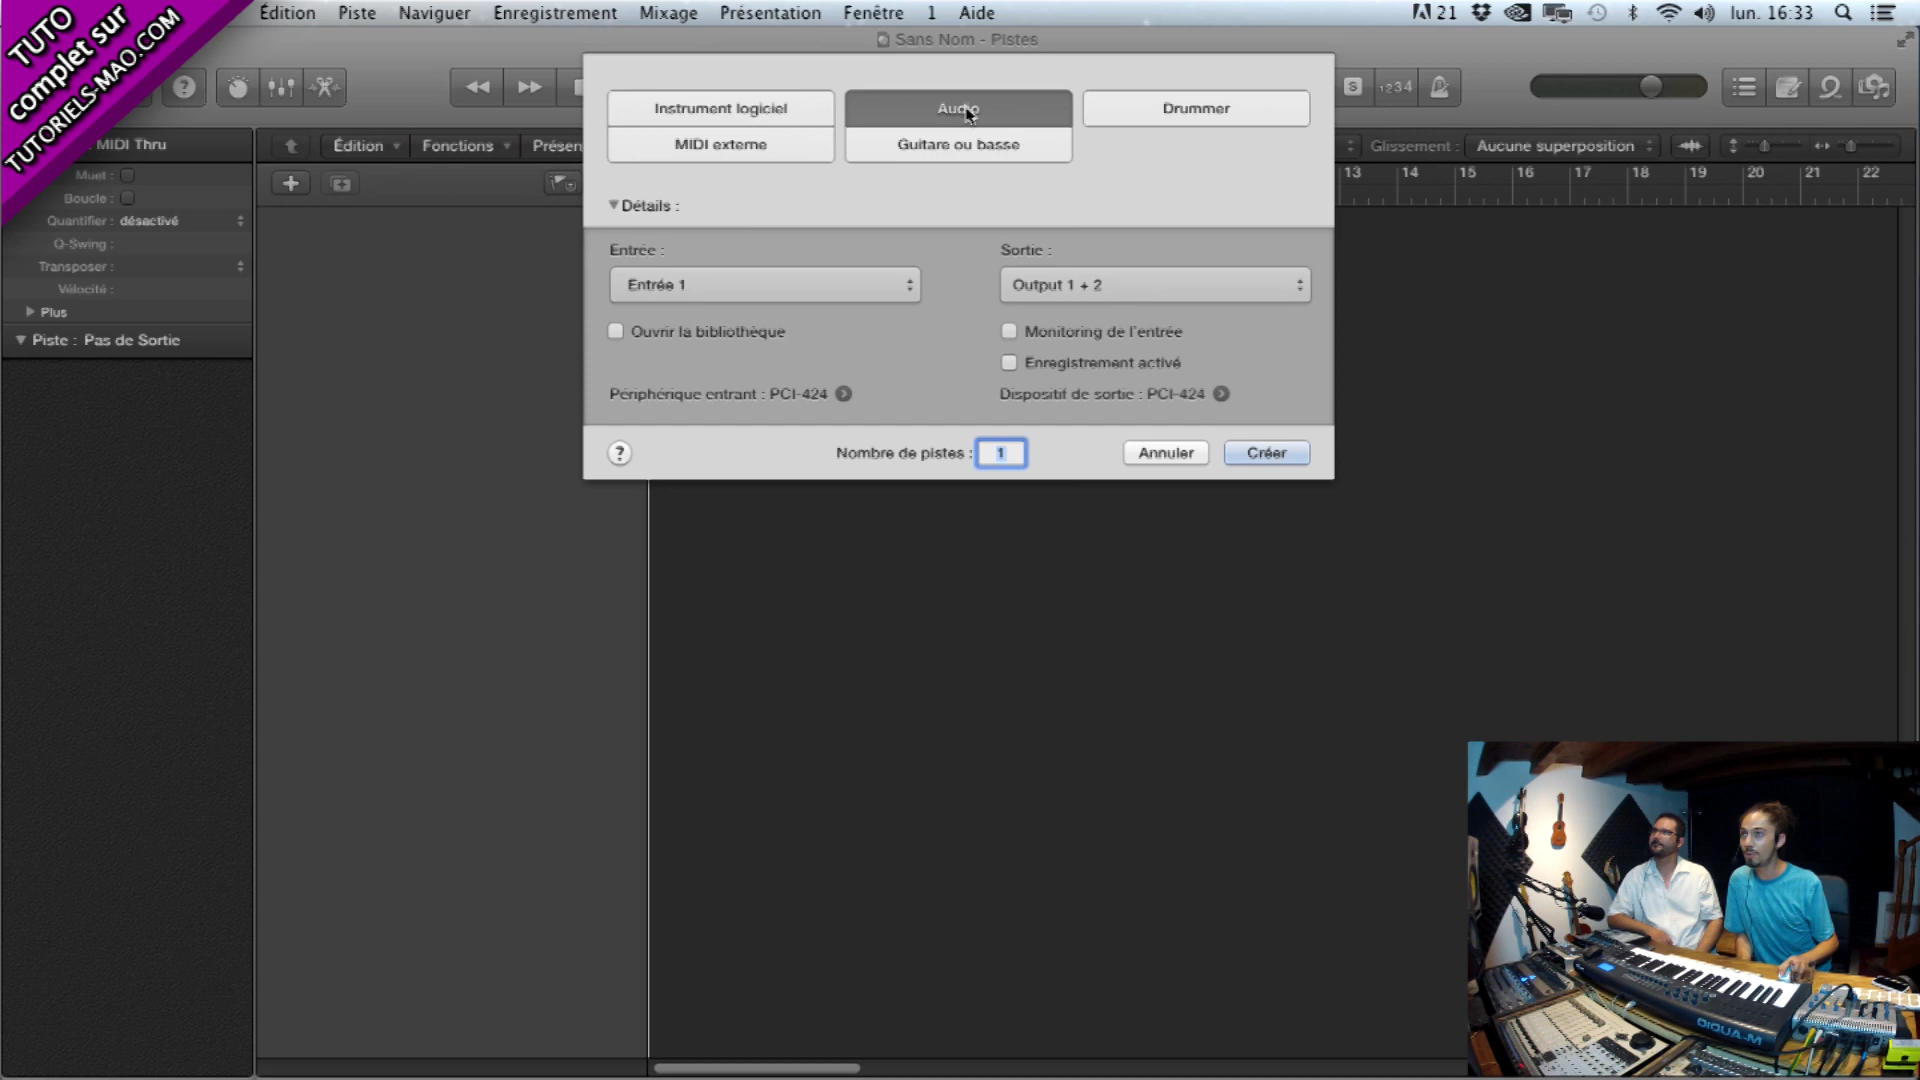 TUTO
complet sur
TUTORIELS-MAO.COM
Édition Piste Naviguer Enregistrement Mixage Présentation Fenêtre 1 Aide
21 lun. 16:33
Sans Nom - Pistes
?
S 1234
MIDI Thru
Muet :
Boucle :
Quantifier : désactivé
Q-Swing :
Transposer :
Vélocité :
Plus
Piste : Pas de Sortie
Édition Fonctions Présen
Glissement : Aucune superposition
13 14 15 16 17 18 19 20 21 22
Instrument logiciel
Audio
Drummer
MIDI externe
Guitare ou basse
Détails :
Entrée :
Sortie :
Entrée 1
Output 1 + 2
Ouvrir la bibliothèque
Monitoring de l'entrée
Enregistrement activé
Périphérique entrant : PCI-424
Dispositif de sortie : PCI-424
?
Nombre de pistes : 1
Annuler
Créer